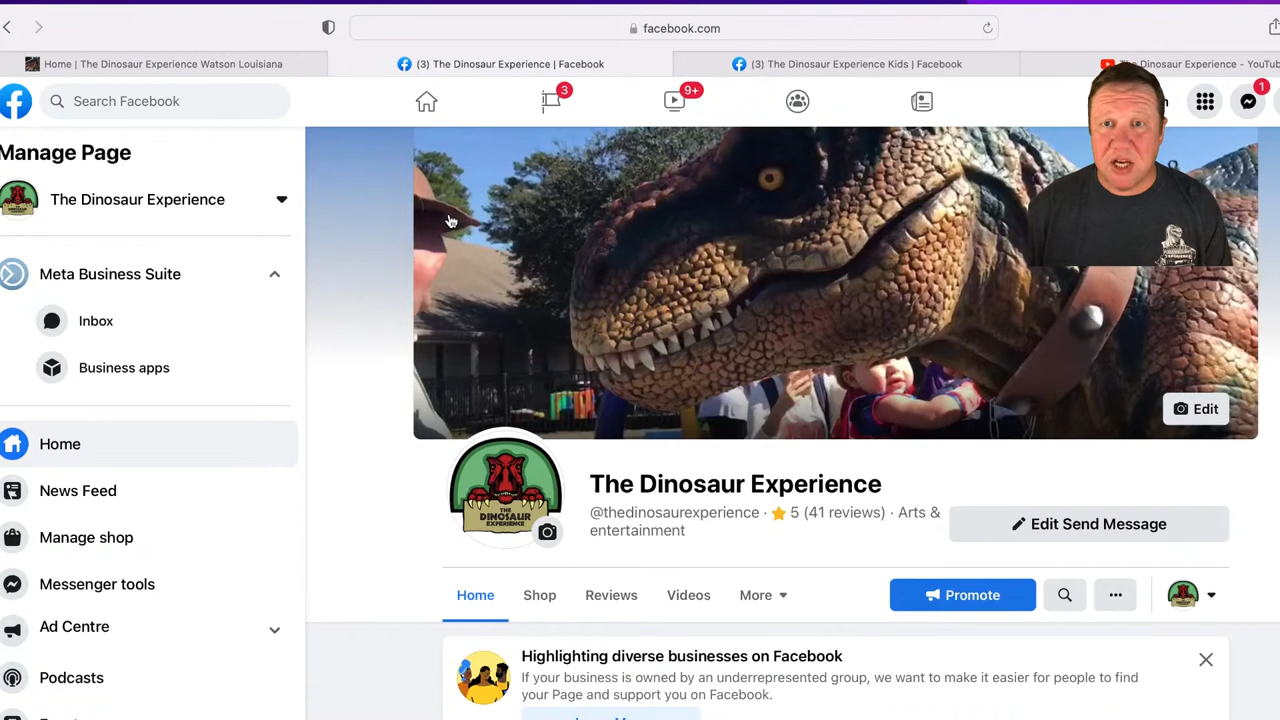 facebook.com
Home | The Dinosaur Experience Watson Louisiana
(3) The Dinosaur Experience | Facebook
(3) The Dinosaur Experience Kids | Facebook
The Dinosaur Experience - YouTub
Search Facebook
3
9+
1
Manage Page
The Dinosaur Experience
Meta Business Suite
Inbox
Business apps
Home
News Feed
Manage shop
Messenger tools
Ad Centre
Podcasts
Edit
THE DINOSAUR EXPERIENCE
The Dinosaur Experience
@thedinosaurexperience · 5 (41 reviews) · Arts &
entertainment
Edit Send Message
Home Shop Reviews Videos More
Promote
Highlighting diverse businesses on Facebook
If your business is owned by an underrepresented group, we want to make it easier for people to find
your Page and support you on Facebook.